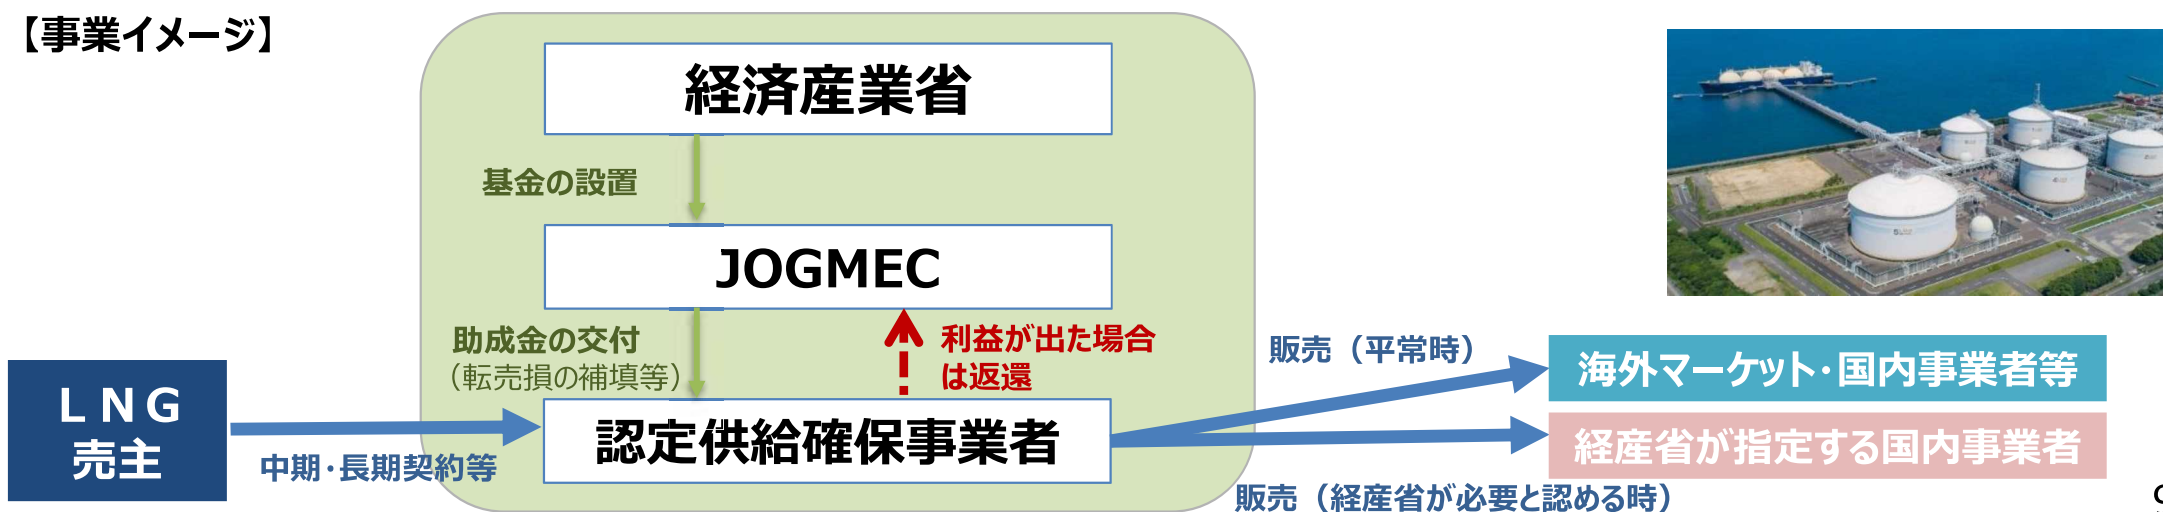 【事業イメージ】
経済産業省
基金の設置
JOGMEC
助成金の交付
（転売損の補填等）
利益が出た場合
は返還
ＬＮＧ
売主
中期・長期契約等
認定供給確保事業者
販売（平常時）
海外マーケット・国内事業者等
経産省が指定する国内事業者
販売（経産省が必要と認める時）